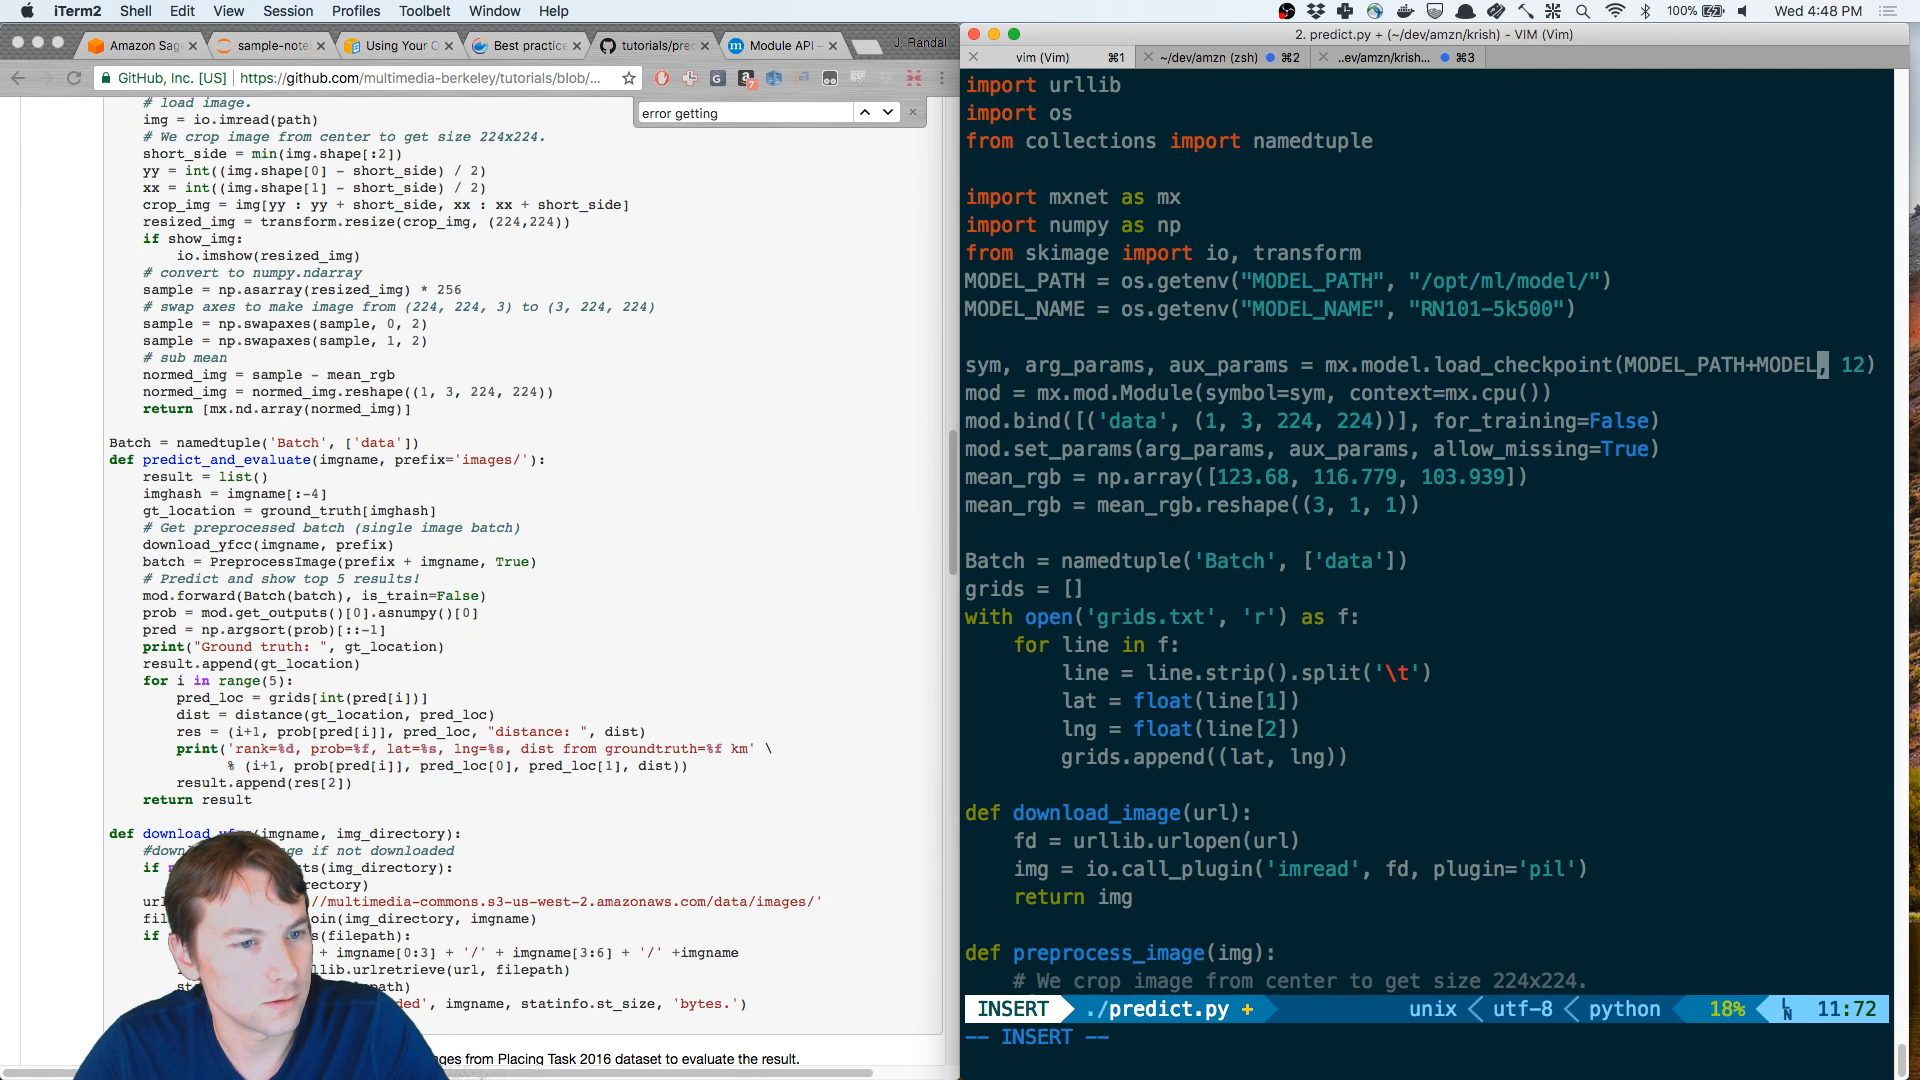 iTerm2 Shell Edit View Session Profiles Toolbelt Window Help
100% Wed 4:48 PM
Amazon Sag
sample-note
Using Your C
Best practice
tutorials/pred
Module API –
J. Randal
GitHub, Inc. [US] https://github.com/multimedia-berkeley/tutorials/blob/...
error getting
# load image.
img = io.imread(path)
# We crop image from center to get size 224x224.
short_side = min(img.shape[:2])
yy = int((img.shape[0] - short_side) / 2)
xx = int((img.shape[1] - short_side) / 2)
crop_img = img[yy : yy + short_side, xx : xx + short_side]
resized_img = transform.resize(crop_img, (224,224))
if show_img:
io.imshow(resized_img)
# convert to numpy.ndarray
sample = np.asarray(resized_img) * 256
# swap axes to make image from (224, 224, 3) to (3, 224, 224)
sample = np.swapaxes(sample, 0, 2)
sample = np.swapaxes(sample, 1, 2)
# sub mean
normed_img = sample - mean_rgb
normed_img = normed_img.reshape((1, 3, 224, 224))
return [mx.nd.array(normed_img)]
Batch = namedtuple('Batch', ['data'])
def predict_and_evaluate(imgname, prefix='images/'):
result = list()
imghash = imgname[:-4]
gt_location = ground_truth[imghash]
# Get preprocessed batch (single image batch)
download_yfcc(imgname, prefix)
batch = PreprocessImage(prefix + imgname, True)
# Predict and show top 5 results!
mod.forward(Batch(batch), is_train=False)
prob = mod.get_outputs()[0].asnumpy()[0]
pred = np.argsort(prob)[::-1]
print("Ground truth: ", gt_location)
result.append(gt_location)
for i in range(5):
pred_loc = grids[int(pred[i])]
dist = distance(gt_location, pred_loc)
res = (i+1, prob[pred[i]], pred_loc, "distance: ", dist)
print('rank=%d, prob=%f, lat=%s, lng=%s, dist from groundtruth=%f km' \
% (i+1, prob[pred[i]], pred_loc[0], pred_loc[1], dist))
result.append(res[2])
return result
def download_yfcc(imgname, img_directory):
#down ge if not downloaded
if n ts(img_directory):
rectory)
url //multimedia-commons.s3-us-west-2.amazonaws.com/data/images/'
fil oin(img_directory, imgname)
if s(filepath):
+ imgname[0:3] + '/' + imgname[3:6] + '/' +imgname
llib.urlretrieve(url, filepath)
st path)
ded', imgname, statinfo.st_size, 'bytes.')
ges from Placing Task 2016 dataset to evaluate the result.
2. predict.py + (~/dev/amzn/krish) - VIM (Vim)
vim (Vim) ⌘1 ~/dev/amzn (zsh) ⌘2 ..ev/amzn/krish... ⌘3
import urllib
import os
from collections import namedtuple
import mxnet as mx
import numpy as np
from skimage import io, transform
MODEL_PATH = os.getenv("MODEL_PATH", "/opt/ml/model/")
MODEL_NAME = os.getenv("MODEL_NAME", "RN101-5k500")
sym, arg_params, aux_params = mx.model.load_checkpoint(MODEL_PATH+MODEL, 12)
mod = mx.mod.Module(symbol=sym, context=mx.cpu())
mod.bind([('data', (1, 3, 224, 224))], for_training=False)
mod.set_params(arg_params, aux_params, allow_missing=True)
mean_rgb = np.array([123.68, 116.779, 103.939])
mean_rgb = mean_rgb.reshape((3, 1, 1))
Batch = namedtuple('Batch', ['data'])
grids = []
with open('grids.txt', 'r') as f:
for line in f:
line = line.strip().split('\t')
lat = float(line[1])
lng = float(line[2])
grids.append((lat, lng))
def download_image(url):
fd = urllib.urlopen(url)
img = io.call_plugin('imread', fd, plugin='pil')
return img
def preprocess_image(img):
# We crop image from center to get size 224x224.
INSERT ./predict.py + unix utf-8 python 18% LN 11:72
-- INSERT --